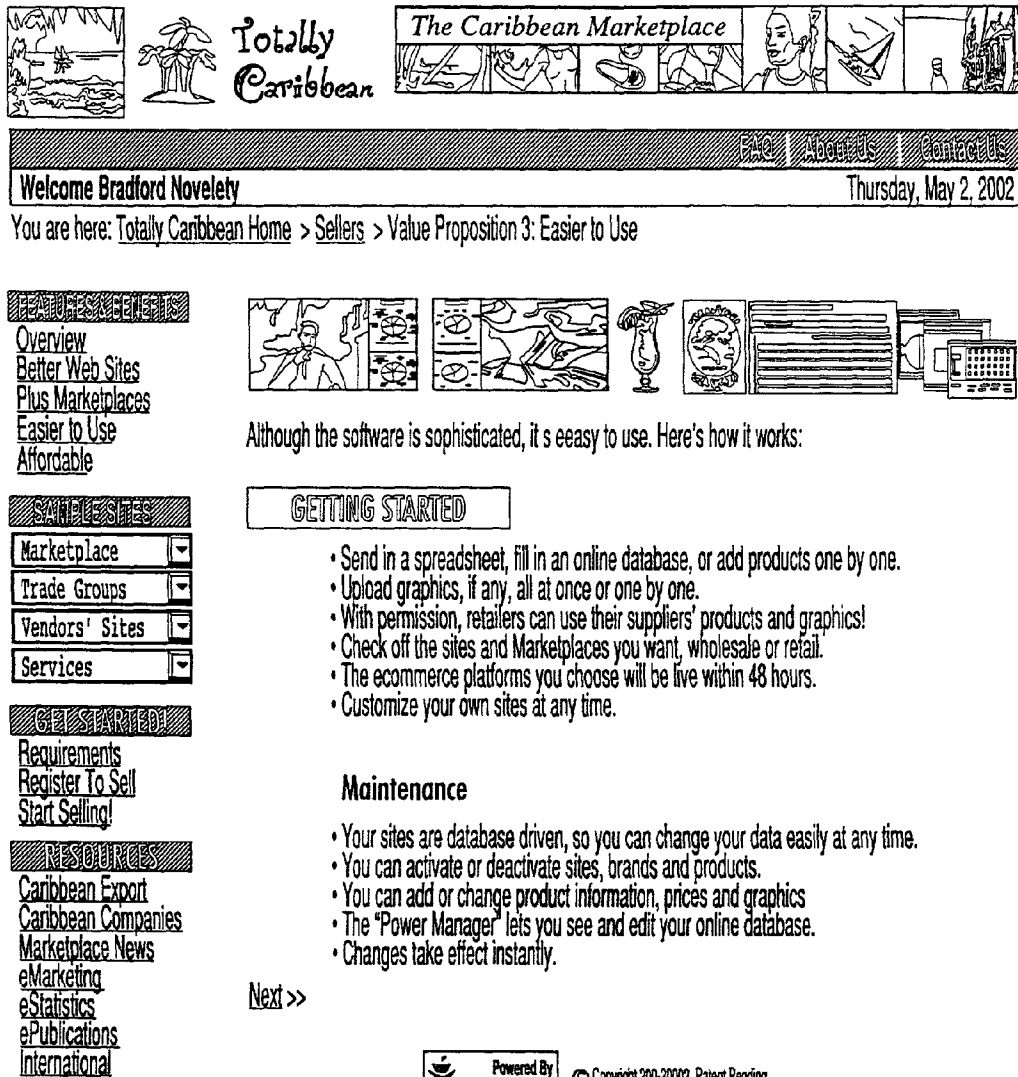 Totally
Caribbean
The Caribbean Marketplace
FAQ | About Us | Contact Us
Welcome Bradford Novelety
Thursday, May 2, 2002
You are here: Totally Caribbean Home > Sellers > Value Proposition 3: Easier to Use
FEATURES & BENEFITS
Overview
Better Web Sites
Plus Marketplaces
Easier to Use
Affordable
SAMPLE SITES
Marketplace
Trade Groups
Vendors' Sites
Services
GET STARTED!
Requirements
Register To Sell
Start Selling!
RESOURCES
Caribbean Export
Caribbean Companies
Marketplace News
eMarketing
eStatistics
ePublications
International
Although the software is sophisticated, it s eeasy to use. Here's how it works:
GETTING STARTED
• Send in a spreadsheet, fill in an online database, or add products one by one.
• Upload graphics, if any, all at once or one by one.
• With permission, retailers can use their suppliers' products and graphics!
• Check off the sites and Marketplaces you want, wholesale or retail.
• The ecommerce platforms you choose will be live within 48 hours.
• Customize your own sites at any time.
Maintenance
• Your sites are database driven, so you can change your data easily at any time.
• You can activate or deactivate sites, brands and products.
• You can add or change product information, prices and graphics
• The "Power Manager" lets you see and edit your online database.
• Changes take effect instantly.
Next >>
Powered By
© Copyright 200-20002 Patent Pending